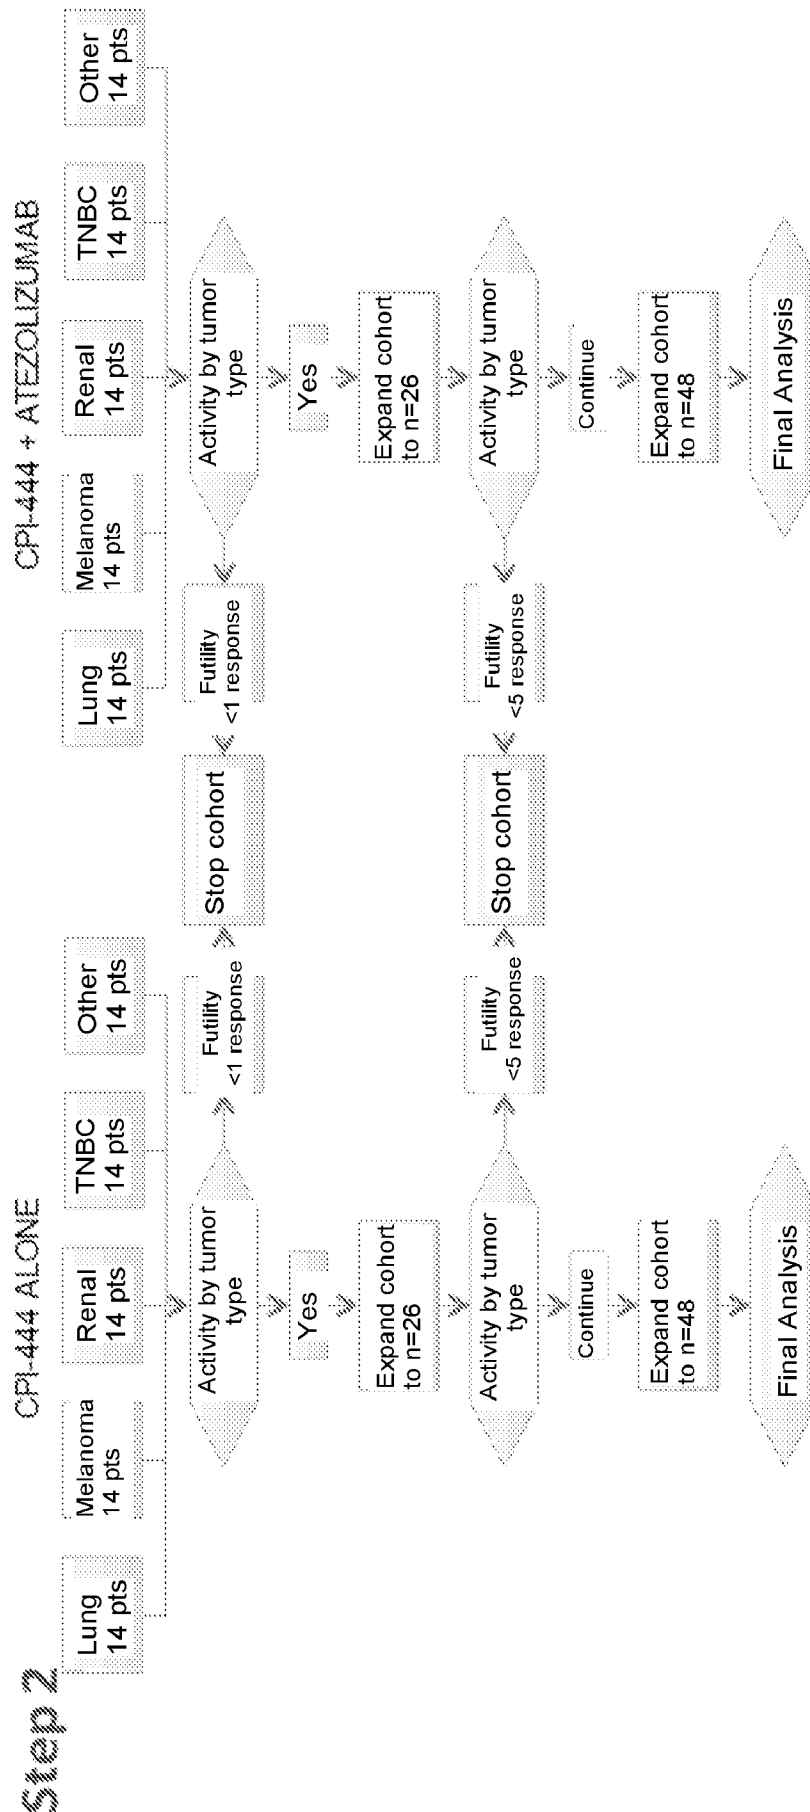 Step 2
CPI-444 ALONE
CPI-444 + ATEZOLIZUMAB
Lung
14 pts
Melanoma
14 pts
Renal
14 pts
TNBC
14 pts
Other
14 pts
Lung
14 pts
Melanoma
14 pts
Renal
14 pts
TNBC
14 pts
Other
14 pts
Activity by tumor
type
Futility
<1 response
Stop cohort
Futility
<1 response
Activity by tumor
type
Yes
Yes
Expand cohort
to n=26
Expand cohort
to n=26
Activity by tumor
type
Futility
<5 response
Stop cohort
Futility
<5 response
Activity by tumor
type
Continue
Continue
Expand cohort
to n=48
Expand cohort
to n=48
Final Analysis
Final Analysis